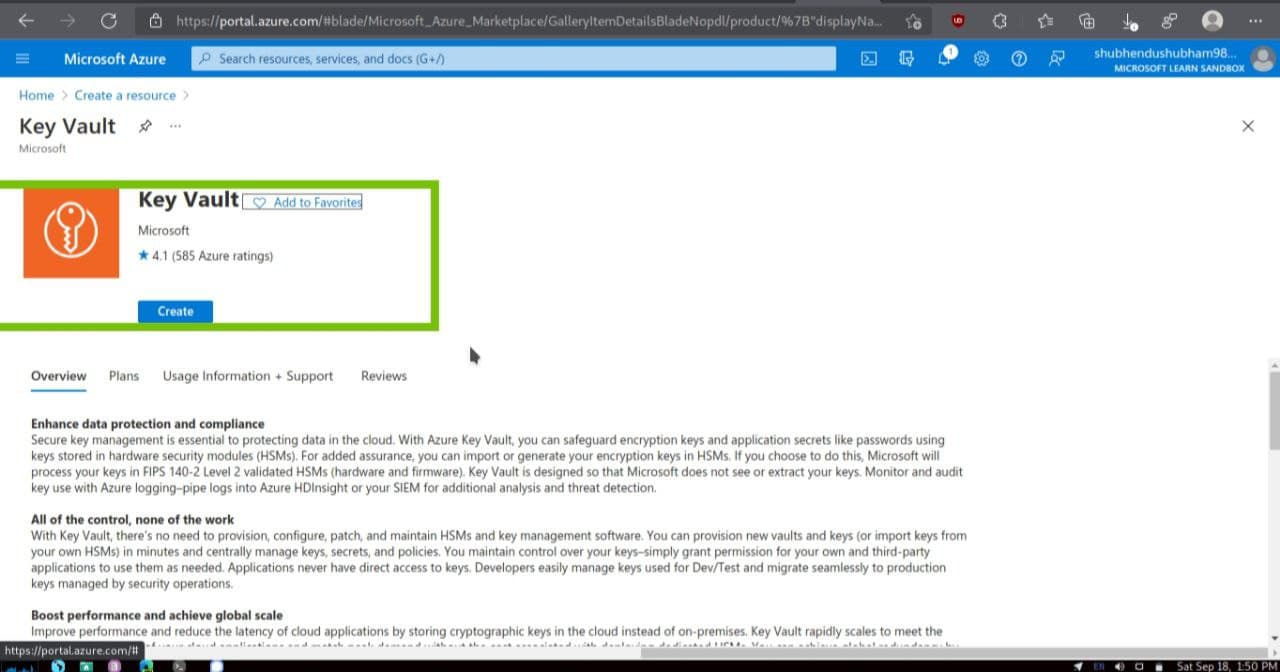 https://portal.azure.com/#blade/Microsoft_Azure_Marketplace/GalleryItemDetailsBladeNopdl/product/%7B"displayNa...
Microsoft Azure
Search resources, services, and docs (G+/)
1
shubhendushubham98...
MICROSOFT LEARN SANDBOX
Home > Create a resource >
Key Vault ...
Microsoft
Key Vault
Add to Favorites
Microsoft
★ 4.1 (585 Azure ratings)
Create
Overview Plans Usage Information + Support Reviews
Enhance data protection and compliance
Secure key management is essential to protecting data in the cloud. With Azure Key Vault, you can safeguard encryption keys and application secrets like passwords using
keys stored in hardware security modules (HSMs). For added assurance, you can import or generate your encryption keys in HSMs. If you choose to do this, Microsoft will
process your keys in FIPS 140-2 Level 2 validated HSMs (hardware and firmware). Key Vault is designed so that Microsoft does not see or extract your keys. Monitor and audit
key use with Azure logging–pipe logs into Azure HDInsight or your SIEM for additional analysis and threat detection.
All of the control, none of the work
With Key Vault, there's no need to provision, configure, patch, and maintain HSMs and key management software. You can provision new vaults and keys (or import keys from
your own HSMs) in minutes and centrally manage keys, secrets, and policies. You maintain control over your keys–simply grant permission for your own and third-party
applications to use them as needed. Applications never have direct access to keys. Developers easily manage keys used for Dev/Test and migrate seamlessly to production
keys managed by security operations.
Boost performance and achieve global scale
Improve performance and reduce the latency of cloud applications by storing cryptographic keys in the cloud instead of on-premises. Key Vault rapidly scales to meet the
https://portal.azure.com/#
EN Sat Sep 18, 1:50 PM